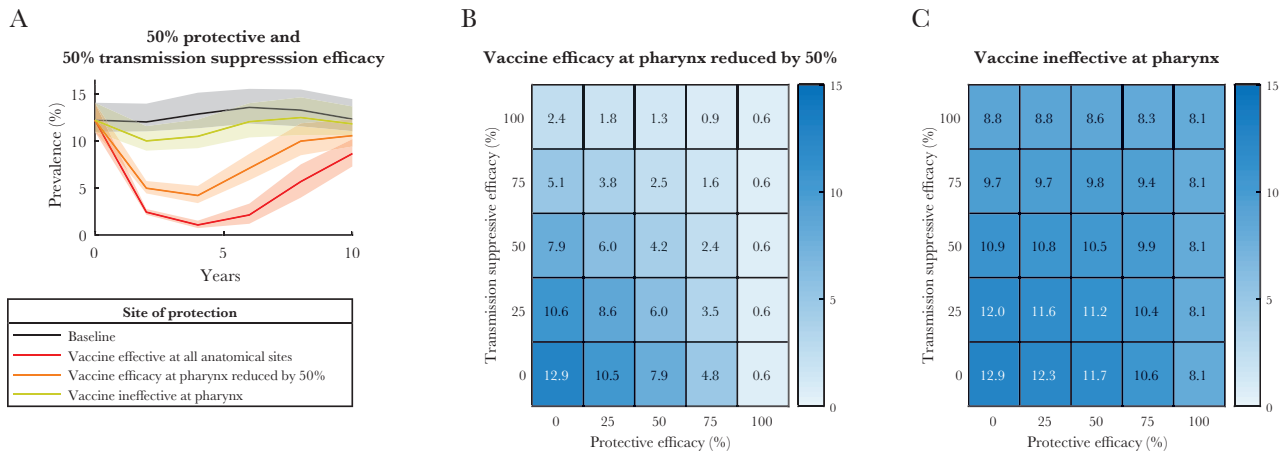 A
50% protective and
50% transmission suppresssion efficacy
Prevalence (%)
15
10
5
0
0
5
10
Years
Site of protection
Baseline
Vaccine effective at all anatomical sites
Vaccine efficacy at pharynx reduced by 50%
Vaccine ineffective at pharynx
B
Vaccine efficacy at pharynx reduced by 50%
Transmission suppressive efficacy (%)
100 2.4 1.8 1.3 0.9 0.6
75 5.1 3.8 2.5 1.6 0.6
50 7.9 6.0 4.2 2.4 0.6
25 10.6 8.6 6.0 3.5 0.6
0 12.9 10.5 7.9 4.8 0.6
0 25 50 75 100
Protective efficacy (%)
15
10
5
0
C
Vaccine ineffective at pharynx
Transmission suppressive efficacy (%)
100 8.8 8.8 8.6 8.3 8.1
75 9.7 9.7 9.8 9.4 8.1
50 10.9 10.8 10.5 9.9 8.1
25 12.0 11.6 11.2 10.4 8.1
0 12.9 12.3 11.7 10.6 8.1
0 25 50 75 100
Protective efficacy (%)
15
10
5
0